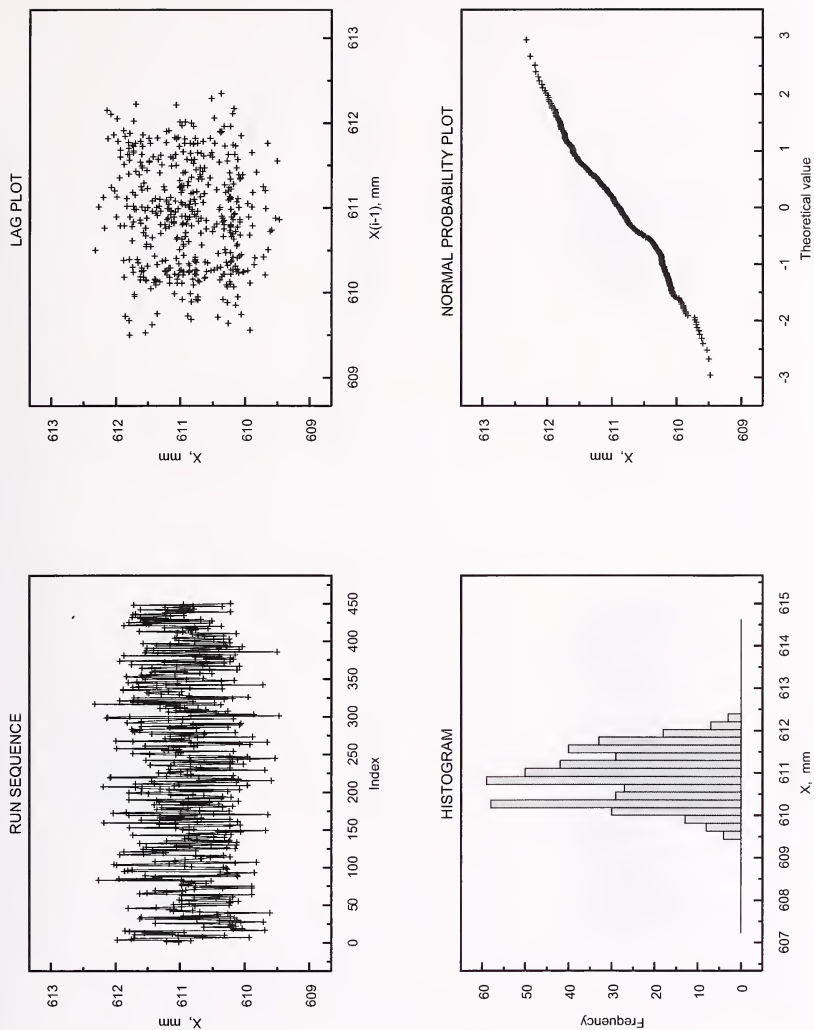 RUN SEQUENCE
X, mm
613
612
611
610
609
0 50 100 150 200 250 300 350 400 450
Index
LAG PLOT
X, mm
613
612
611
610
609
609 610 611 612 613
X(i-1), mm
HISTOGRAM
Frequency
60
50
40
30
20
10
0
607 608 609 610 611 612 613 614 615
X, mm
NORMAL PROBABILITY PLOT
X, mm
613
612
611
610
609
-3 -2 -1 0 1 2 3
Theoretical value